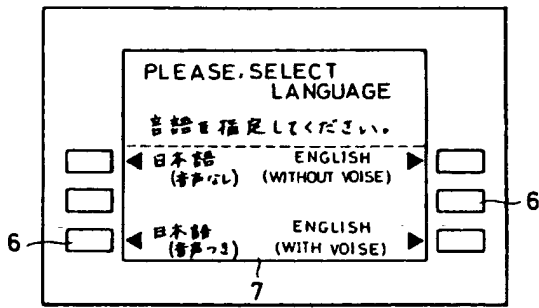 PLEASE, SELECT
LANGUAGE
言語を指定してください。
◀ 日本語 ENGLISH ▶
(音声なし) (WITHOUT VOISE)
6
◀ 日本語 ENGLISH ▶
(音声つき) (WITH VOISE)
6
7